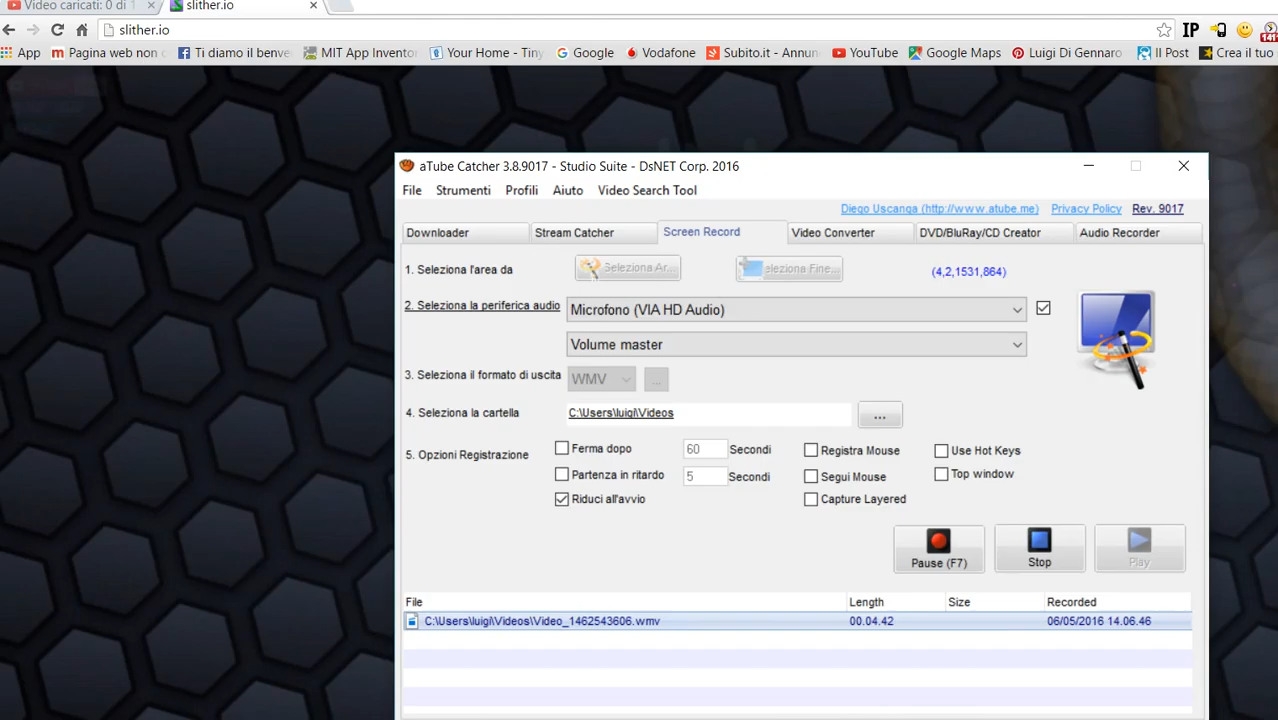 Video caricati: 0 di 1 × slither.io ×
slither.io IP
App Pagina web non c Ti diamo il benve MIT App Invento Your Home - Tiny Google Vodafone Subito.it - Annun YouTube Google Maps Luigi Di Gennaro Il Post Crea il tuo
141
aTube Catcher 3.8.9017 - Studio Suite - DsNET Corp. 2016
File Strumenti Profili Aiuto Video Search Tool
Diego Uscanga (http://www.atube.me) Privacy Policy Rev. 9017
Downloader Stream Catcher Screen Record Video Converter DVD/BluRay/CD Creator Audio Recorder
1. Seleziona l'area da Seleziona Ar... eleziona Fine... (4,2,1531,864)
2. Seleziona la periferica audio Microfono (VIA HD Audio)
Volume master
3. Seleziona il formato di uscita WMV ...
4. Seleziona la cartella C:\Users\luigi\Videos ...
5. Opzioni Registrazione Ferma dopo 60 Secondi Registra Mouse Use Hot Keys
Partenza in ritardo 5 Secondi Segui Mouse Top window
Riduci all'avvio Capture Layered
Pause (F7) Stop Play
File Length Size Recorded
C:\Users\luigi\Videos\Video_1462543606.wmv 00.04.42 06/05/2016 14.06.46